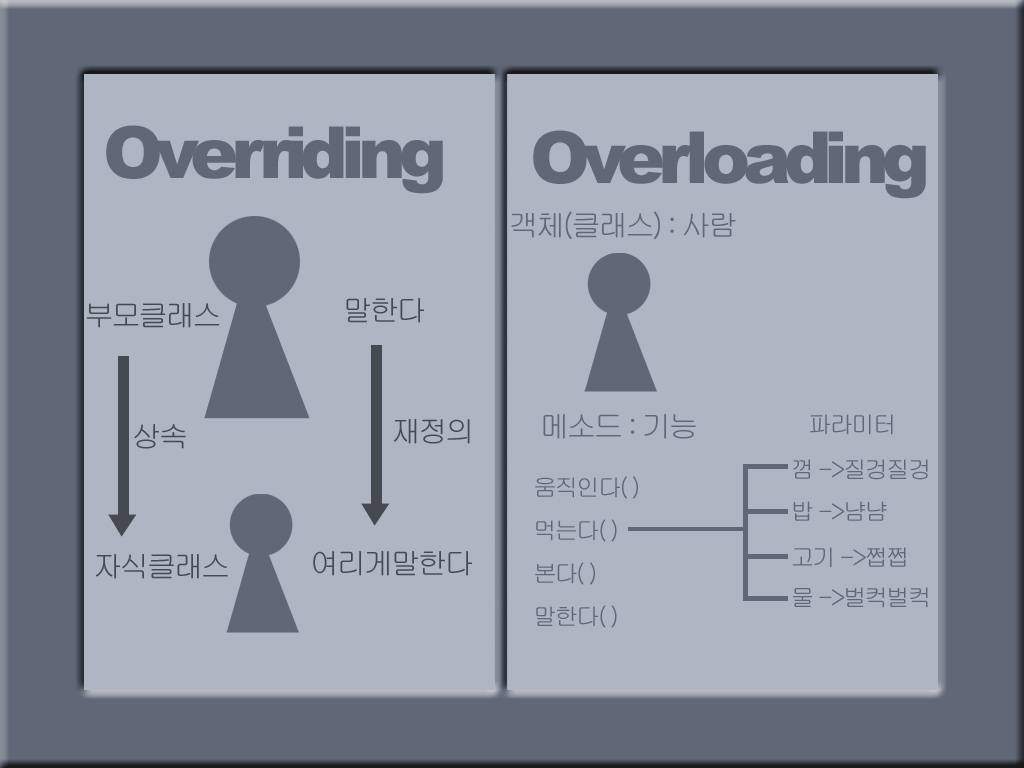 Overriding
부모클래스
말한다
상속
재정의
자식클래스
여리게말한다
Overloading
객체(클래스) : 사람
메소드 : 기능
파라미터
움직인다( )
먹는다( )
본다( )
말한다( )
껌 –>질겅질겅
밥 –>냠냠
고기 –>쩝쩝
물 –>벌컥벌컥